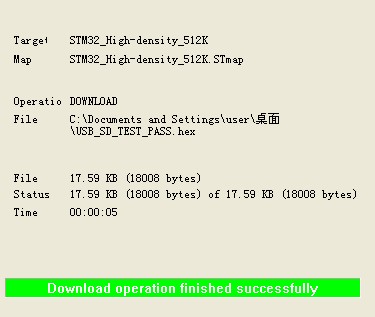 Target STM32_High-density_512K
Map STM32_High-density_512K.STmap
Operatio DOWNLOAD
File C:\Documents and Settings\user\桌面
\USB_SD_TEST_PASS.hex
File 17.59 KB (18008 bytes)
Status 17.59 KB (18008 bytes) of 17.59 KB (18008 bytes)
Time 00:00:05
Download operation finished successfully